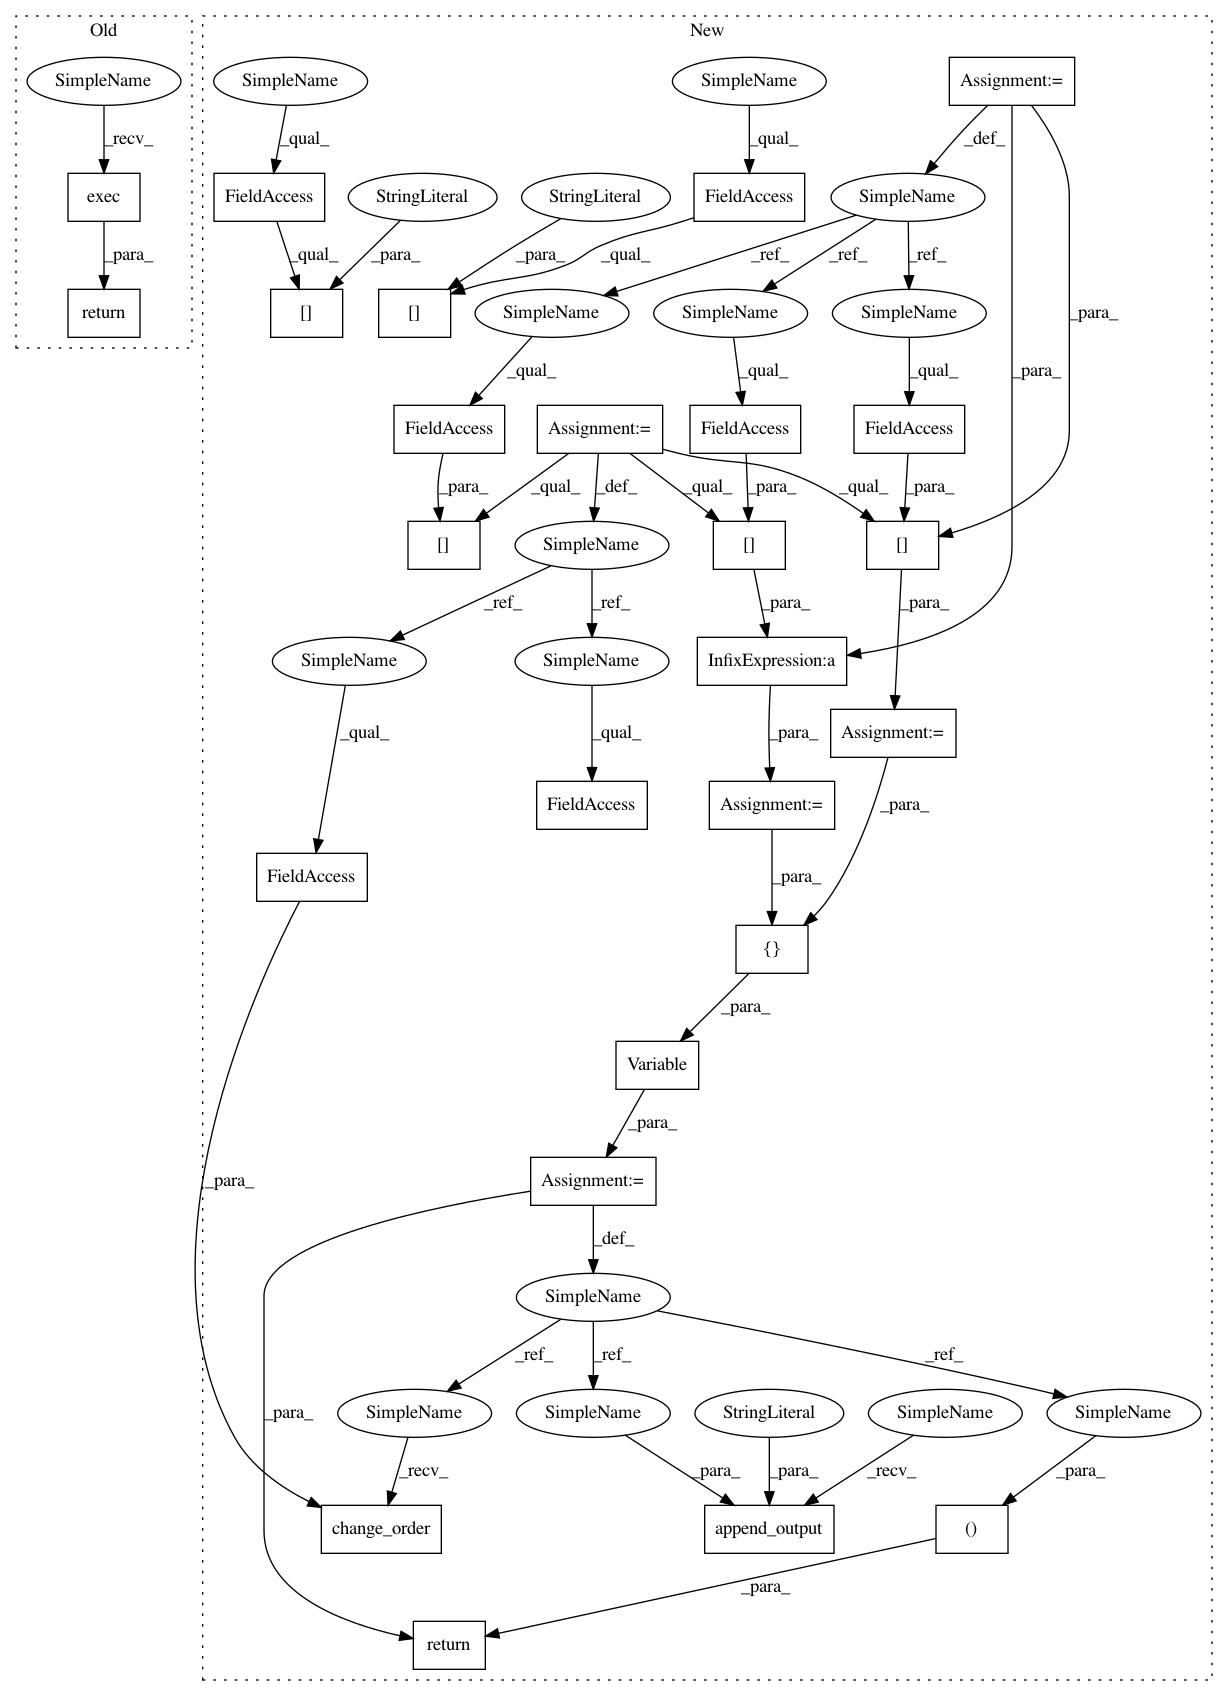 Old
New
SimpleName
SimpleName
SimpleName
Assignment:=
_recv_
_qual_
_qual_
_def_
exec
FieldAccess
StringLiteral
StringLiteral
FieldAccess
SimpleName
_para_
_qual_
_para_
_para_
_qual_
_ref_
_ref_
_ref_
return
[]
[]
SimpleName
SimpleName
SimpleName
_para_
_qual_
_qual_
_qual_
_para_
FieldAccess
Assignment:=
FieldAccess
FieldAccess
_para_
_qual_
_def_
_qual_
_para_
_qual_
_para_
[]
SimpleName
[]
[]
_ref_
_ref_
_para_
_para_
SimpleName
SimpleName
InfixExpression:a
_qual_
_qual_
_para_
Assignment:=
FieldAccess
Assignment:=
_para_
FieldAccess
_para_
{}
_para_
Variable
_para_
_para_
Assignment:=
_def_
SimpleName
_ref_
_ref_
_ref_
_para_
SimpleName
SimpleName
StringLiteral
SimpleName
SimpleName
_recv_
_para_
_para_
_recv_
_para_
change_order
append_output
()
_para_
return